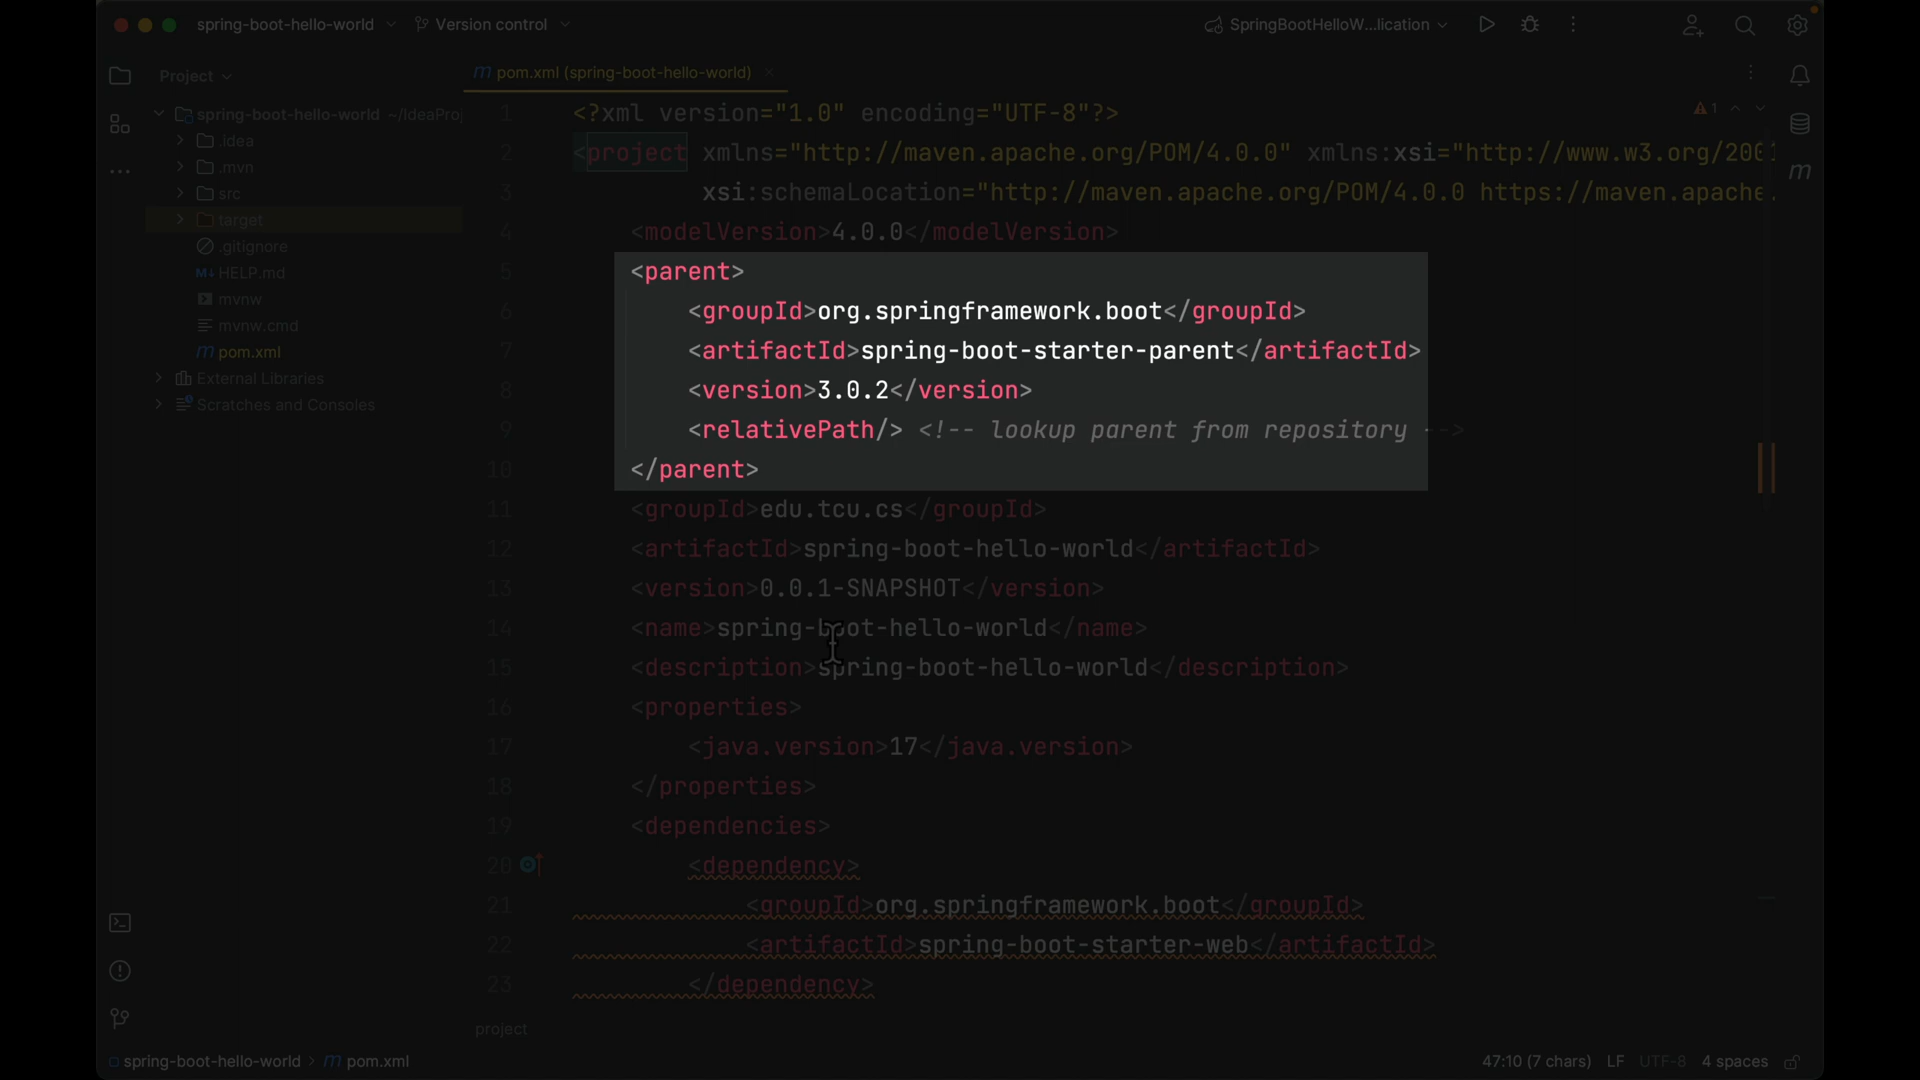 spring-boot-hello-world
Version control
SpringBootHelloW...lication
Project
pom.xml (spring-boot-hello-world)
spring-boot-hello-world ~/IdeaPro
.idea
.mvn
src
target
.gitignore
HELP.md
mvnw
mvnw.cmd
pom.xml
External Libraries
Scratches and Consoles
1 <?xml version="1.0" encoding="UTF-8"?>
2 <project xmlns="http://maven.apache.org/POM/4.0.0" xmlns:xsi="http://www.w3.org/200
3 xsi:schemaLocation="http://maven.apache.org/POM/4.0.0 https://maven.apache
4 <modelVersion>4.0.0</modelVersion>
5 <parent>
6 <groupId>org.springframework.boot</groupId>
7 <artifactId>spring-boot-starter-parent</artifactId>
8 <version>3.0.2</version>
9 <relativePath/> <!-- lookup parent from repository -->
10 </parent>
11 <groupId>edu.tcu.cs</groupId>
12 <artifactId>spring-boot-hello-world</artifactId>
13 <version>0.0.1-SNAPSHOT</version>
14 <name>spring-boot-hello-world</name>
15 <description>spring-boot-hello-world</description>
16 <properties>
17 <java.version>17</java.version>
18 </properties>
19 <dependencies>
20 <dependency>
21 <groupId>org.springframework.boot</groupId>
22 <artifactId>spring-boot-starter-web</artifactId>
23 </dependency>
1
project
spring-boot-hello-world > pom.xml
47:10 (7 chars) LF UTF-8 4 spaces